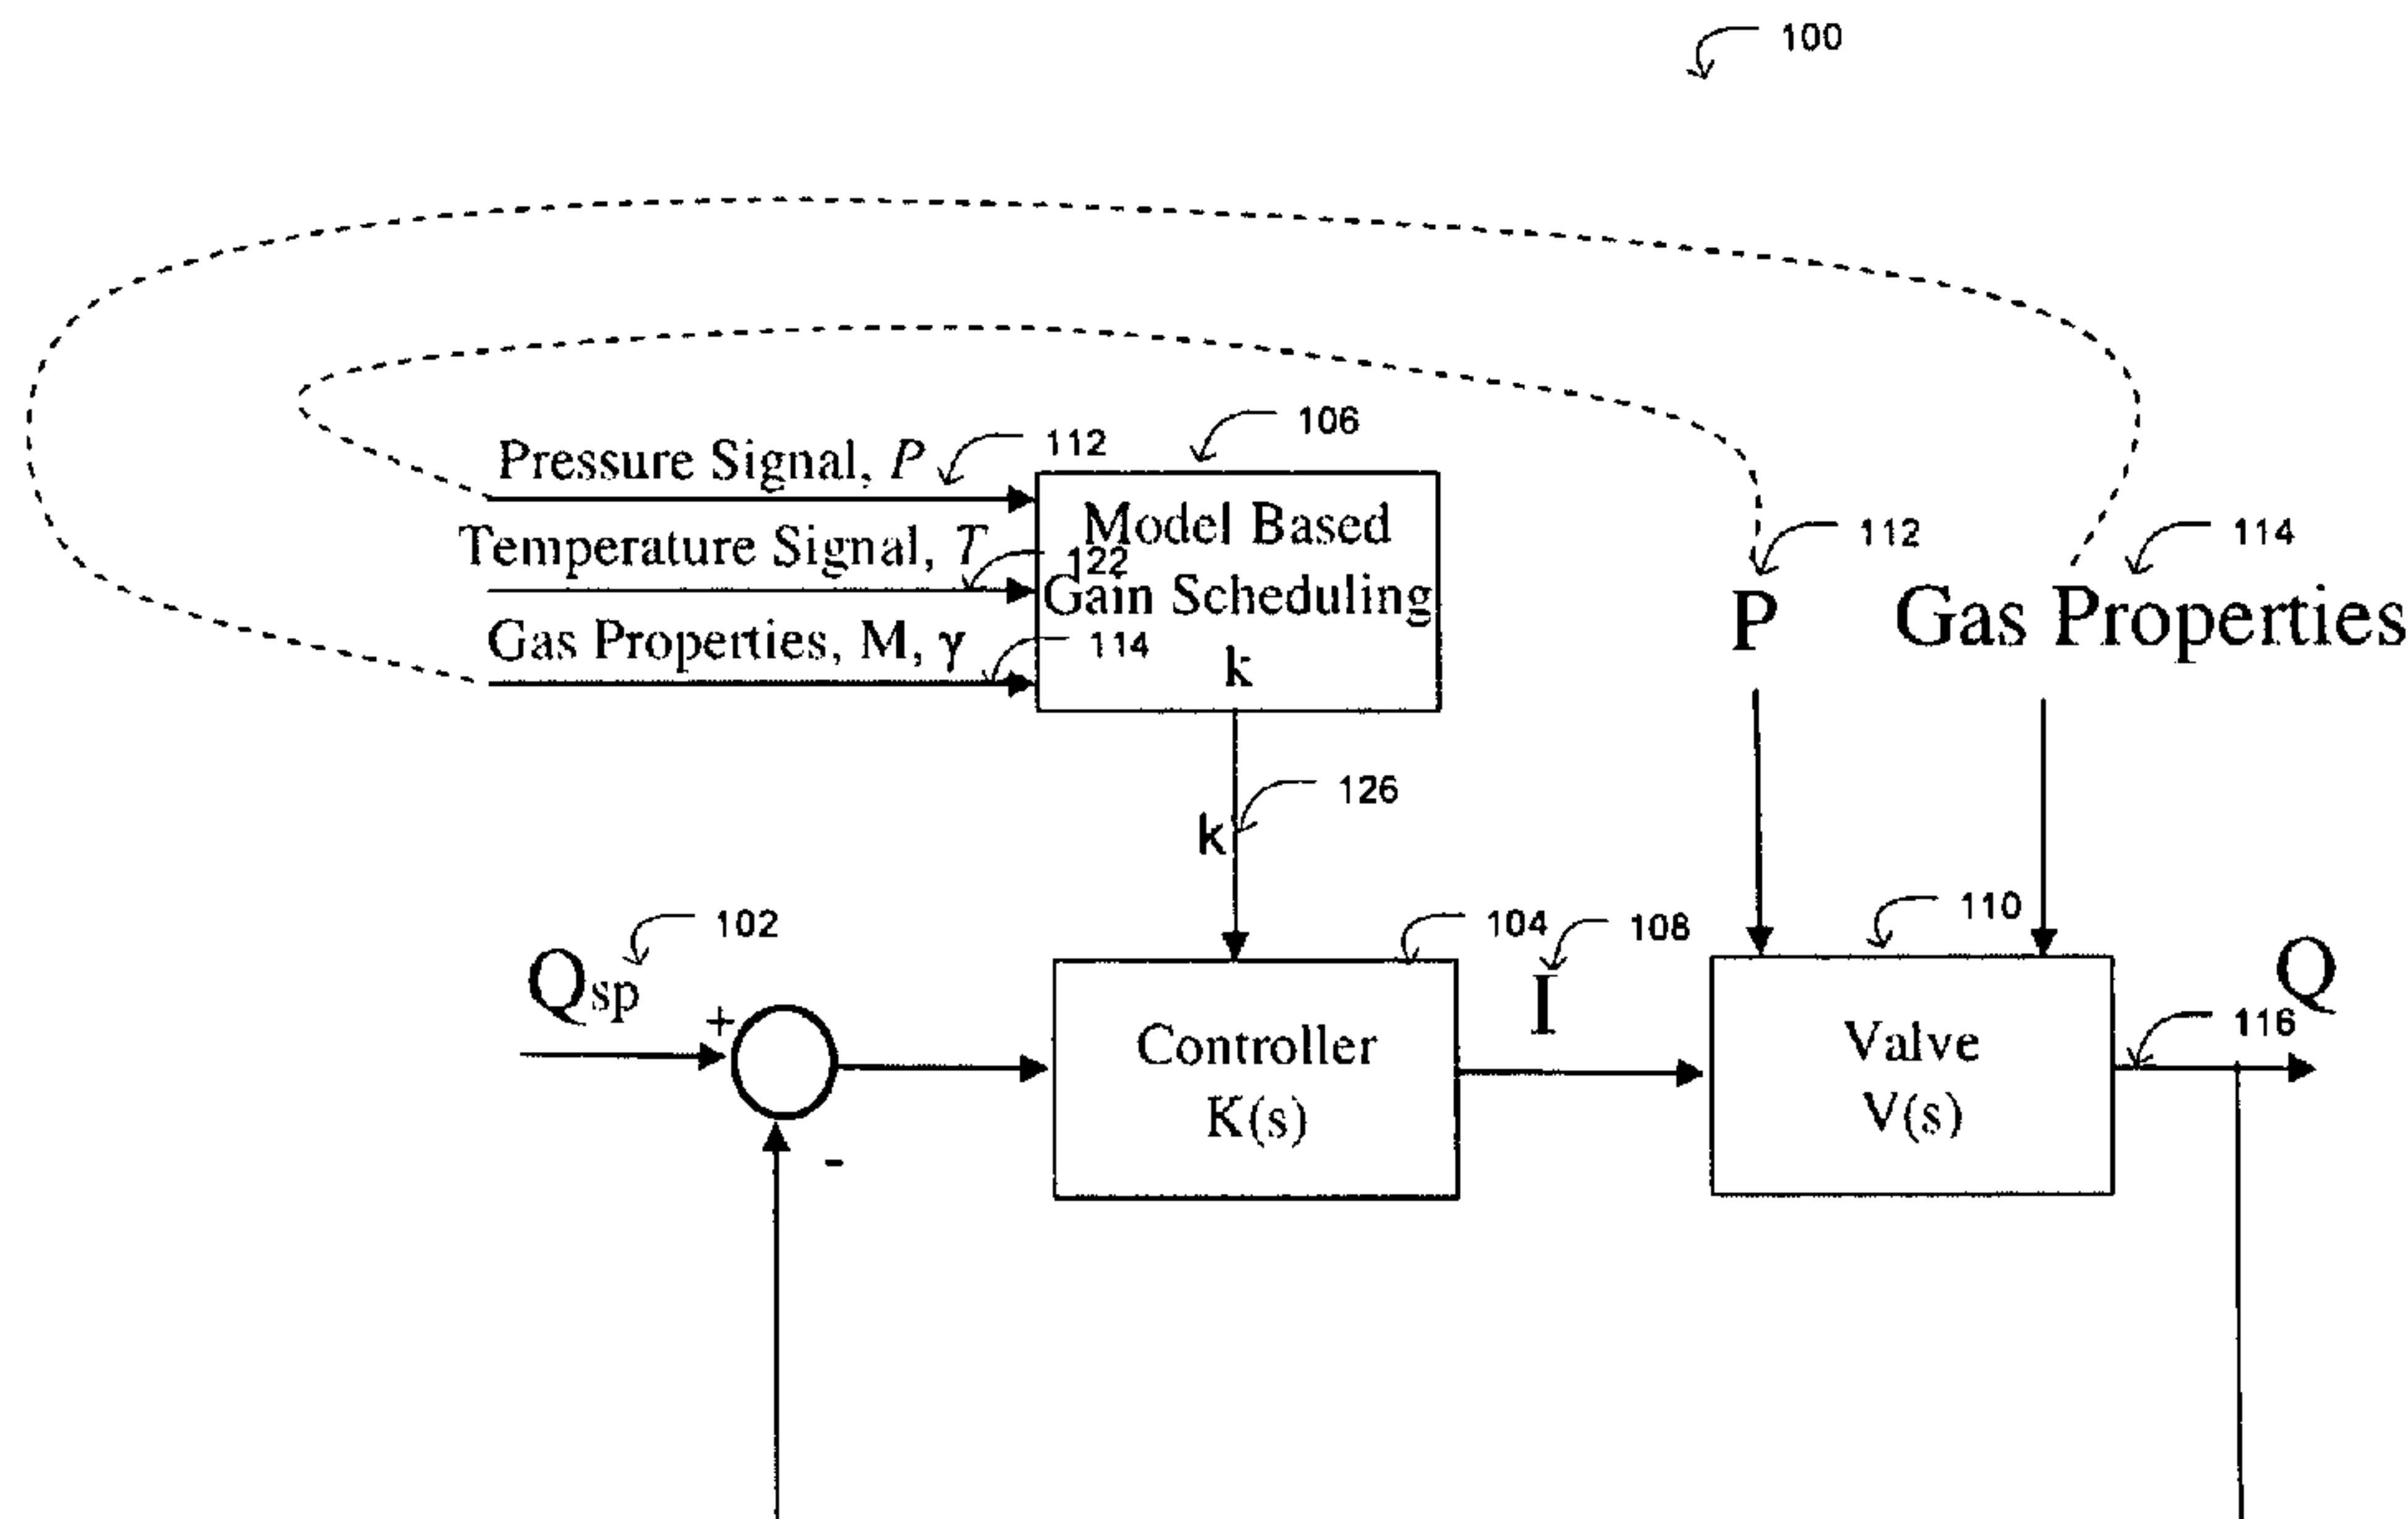 100
Pressure Signal, P
112
106
Temperature Signal, T
122
Gas Properties, M, γ
114
Model Based
Gain Scheduling
k
112
P
114
Gas Properties
k
126
Qsp
102
+
-
104
Controller
K(s)
I
108
110
Valve
V(s)
Q
116